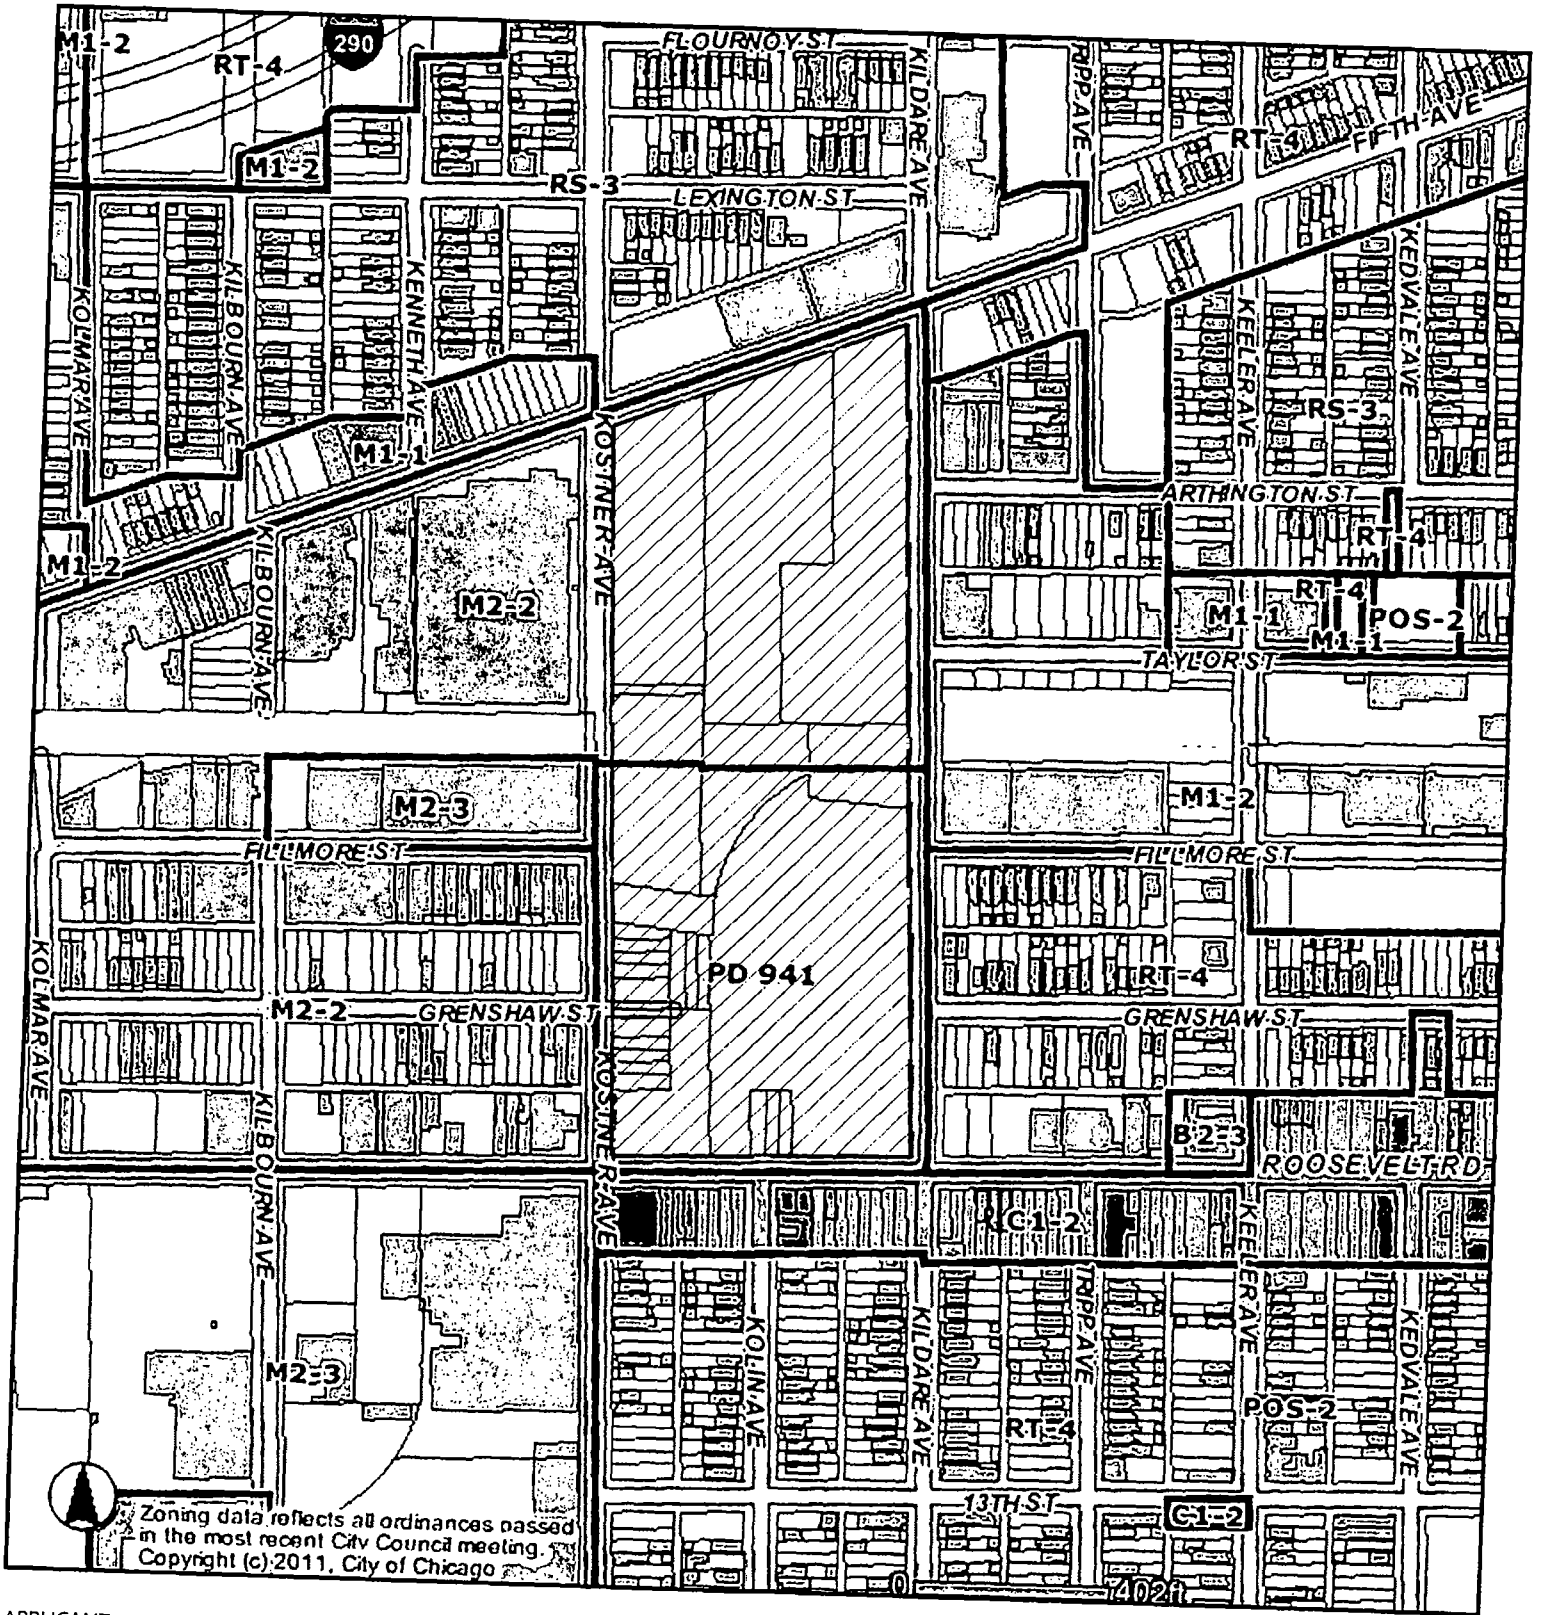 M1-2
RT-4
290
FLOURNOY ST
KILDARE AVE
TRIPP AVE
RT-4
FIFTH AVE
M1-2
RS-3
LEXINGTON ST
KOLMAR AVE
KILBOURN AVE
KENNETH AVE
KEELER AVE
KEDVALE AVE
RS-3
M1-1
KOSTNER AVE
ARTHINGTON ST
RT-4
M1-2
KILBOURN AVE
M2-2
RT-4
M1-1
POS-2
M1-1
TAYLOR ST
M2-3
M1-2
FILLMORE ST
FILLMORE ST
KOLMAR AVE
PD 941
RT-4
M2-2
GRENSHAW ST
GRENSHAW ST
KILBOURN AVE
KOSTNER AVE
B2-3
ROOSEVELT RD
C1-2
KEELER AVE
TRIPP AVE
KOLIN AVE
KILDARE AVE
KEDVALE AVE
M2-3
POS-2
RT-4
13TH ST
C1-2
Zoning data reflects all ordinances passed
in the most recent City Council meeting.
Copyright (c) 2011, City of Chicago
0 402ft